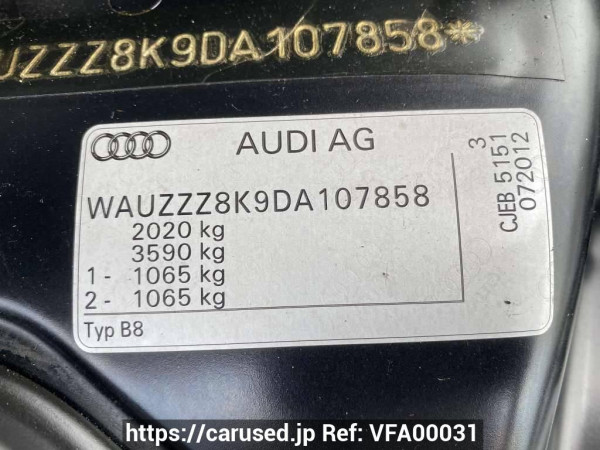 UZZZ8K9DA107858*
AUDI AG
WAUZZZ8K9DA107858
2020 kg
3590 kg
1 - 1065 kg
2 - 1065 kg
Typ B8
3
CJEB 5151
072012
https://carused.jp Ref: VFA00031